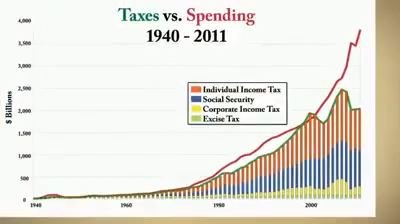 Taxes vs. Spending
1940 - 2011
$ Billions
4,000
3,500
3,000
2,500
2,000
1,500
1,000
500
0
Individual Income Tax
Social Security
Corporate Income Tax
Excise Tax
1940
1960
1980
2000